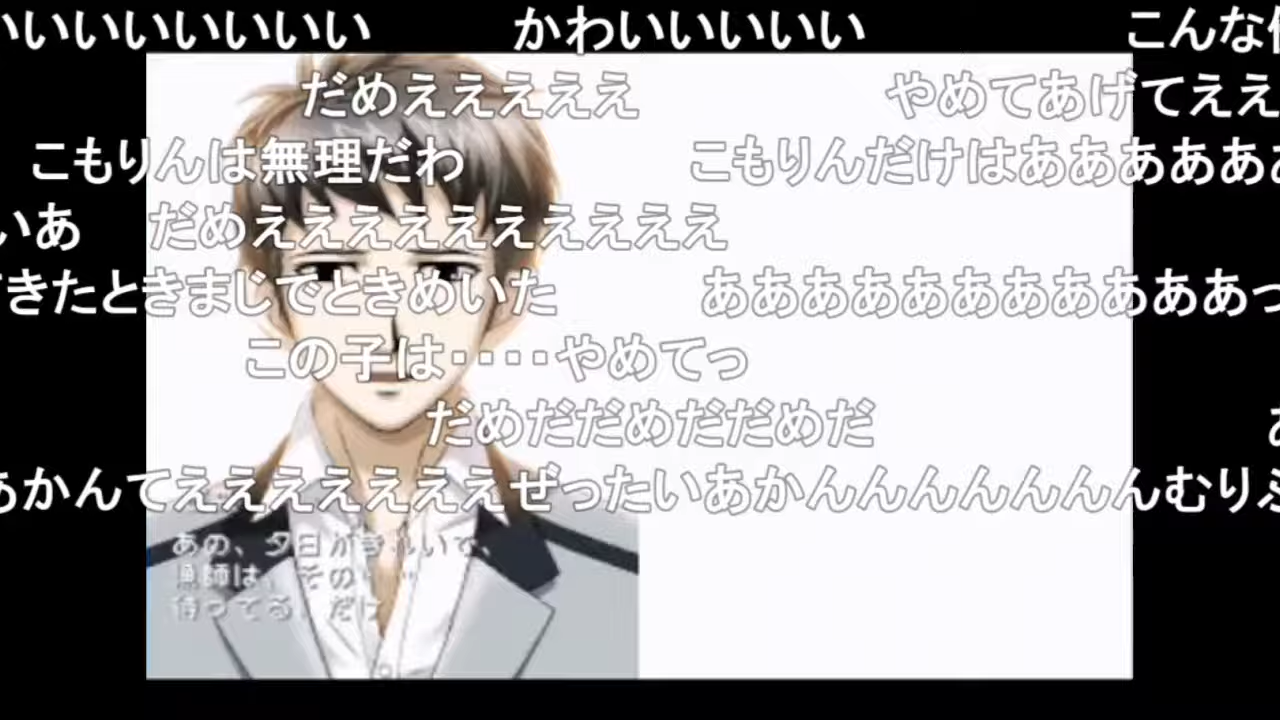 いいいいいいいい かわいいいいい こんな
だめえええええ やめてあげてええ
こもりんは無理だわ こもりんだけはああああああ
いあ だめええええええええええ
きたときまじでときめいた ああああああああああああっ
この子は････やめてっ
だめだだめだだめだ
あかんてえええええええぜったいあかんんんんんんむり
あの、夕日がきれいで、
漁師は、その……
待ってる、だけ